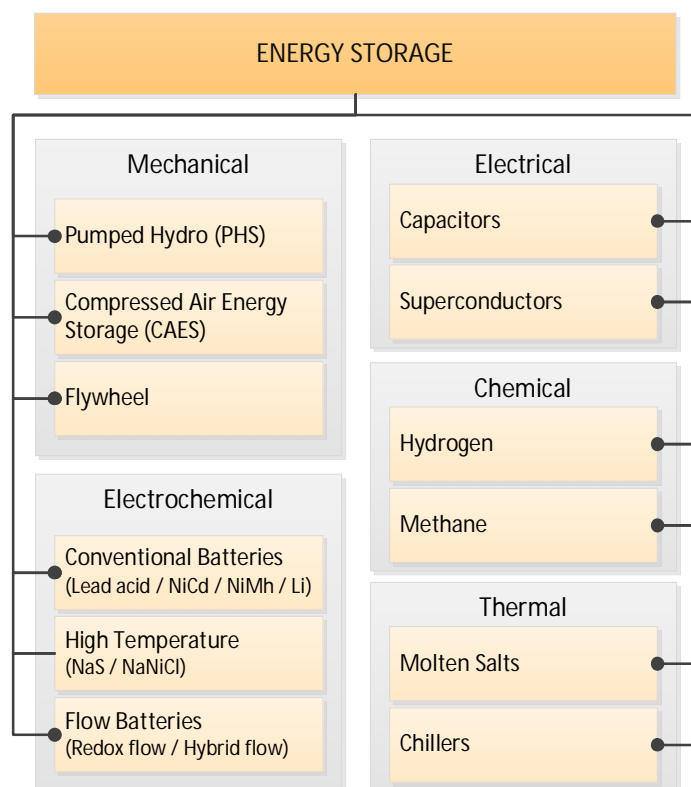 ENERGY STORAGE
Mechanical
Pumped Hydro (PHS)
Compressed Air Energy
Storage (CAES)
Flywheel
Electrochemical
Conventional Batteries
(Lead acid / NiCd / NiMh / Li)
High Temperature
(NaS / NaNiCl)
Flow Batteries
(Redox flow / Hybrid flow)
Electrical
Capacitors
Superconductors
Chemical
Hydrogen
Methane
Thermal
Molten Salts
Chillers